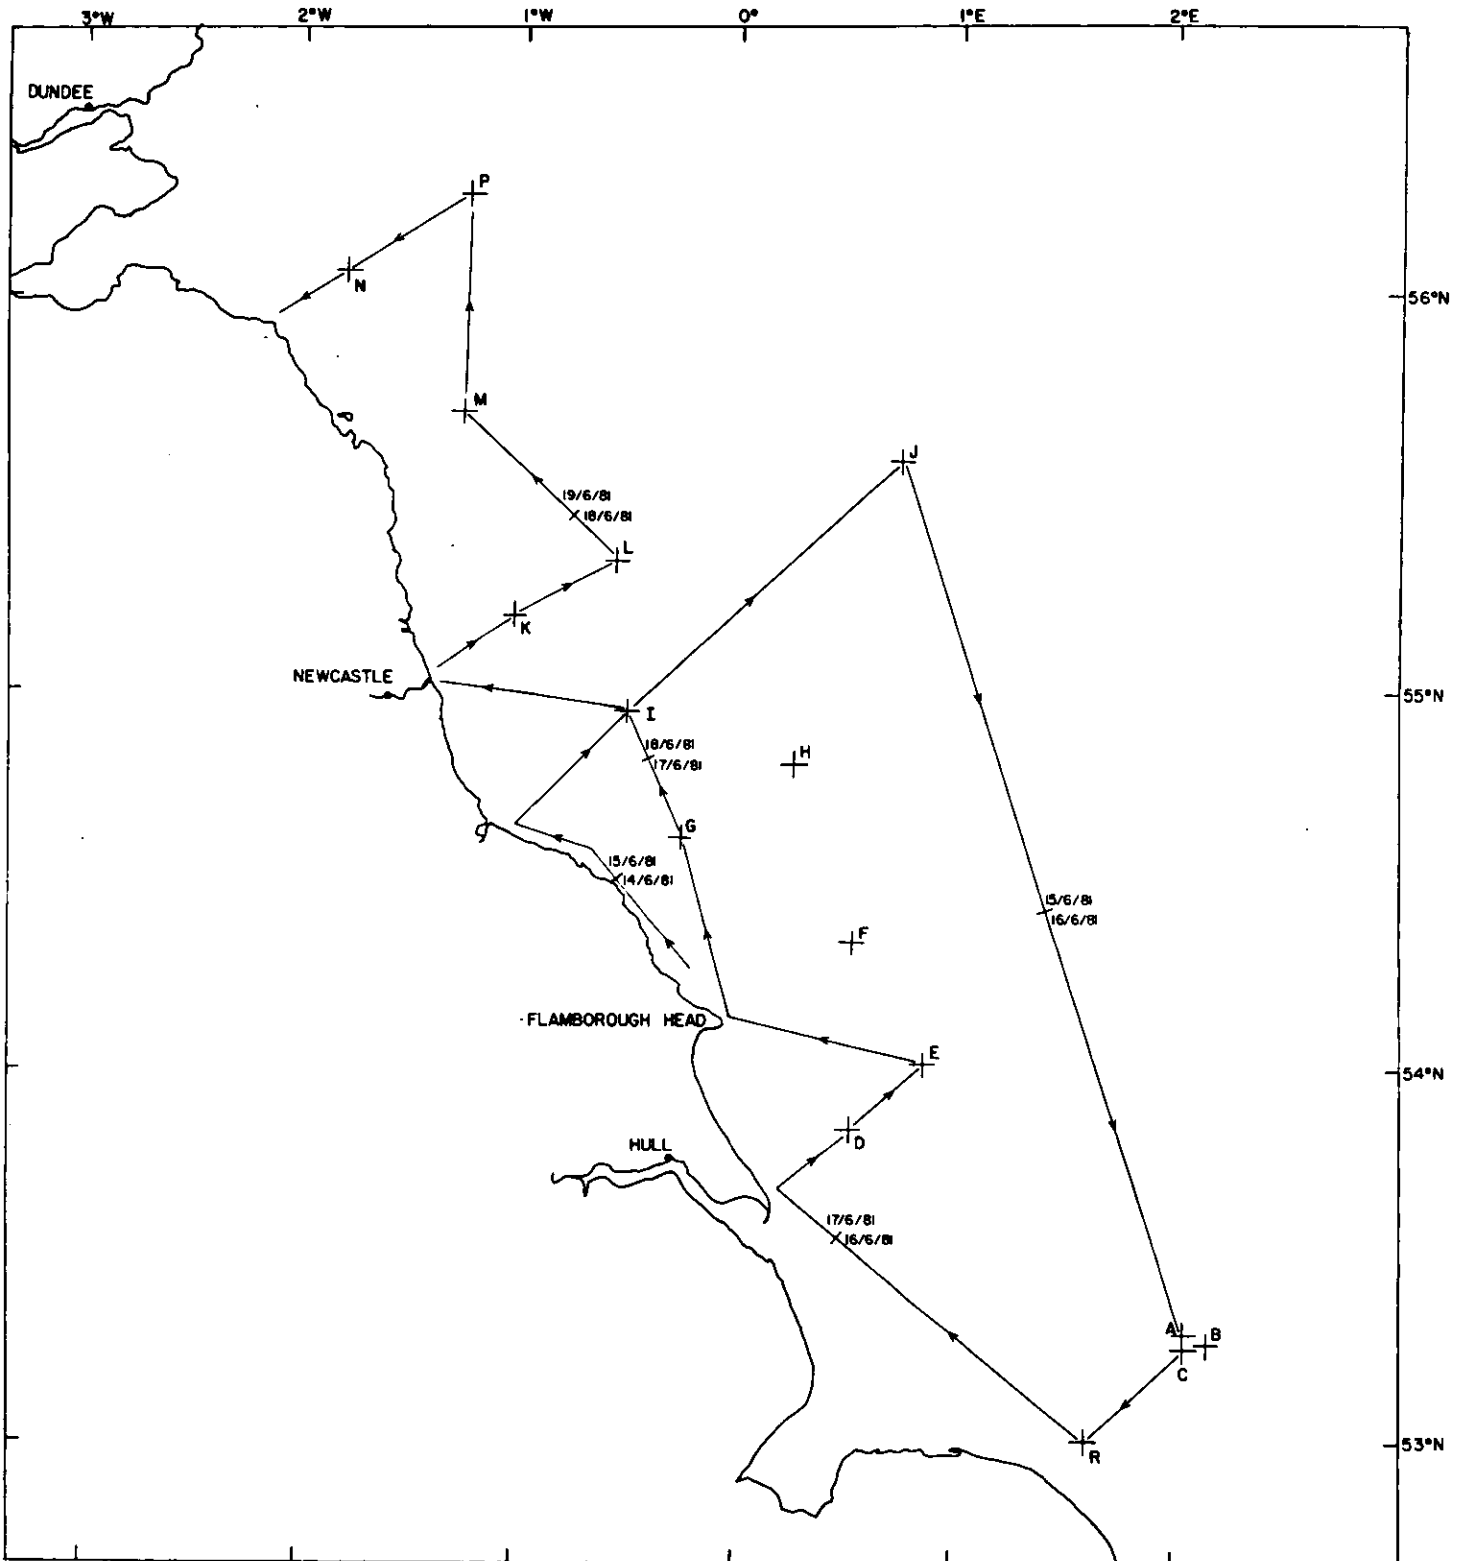 3°W 2°W 1°W 0° 1°E 2°E
DUNDEE
P
N
56°N
M
J
19/6/81
18/6/81
L
K
NEWCASTLE
55°N
I
18/6/81
17/6/81
H
G
15/6/81
14/6/81
15/6/81
16/6/81
F
FLAMBOROUGH HEAD
E
54°N
D
HULL
17/6/81
16/6/81
A
B
C
53°N
R